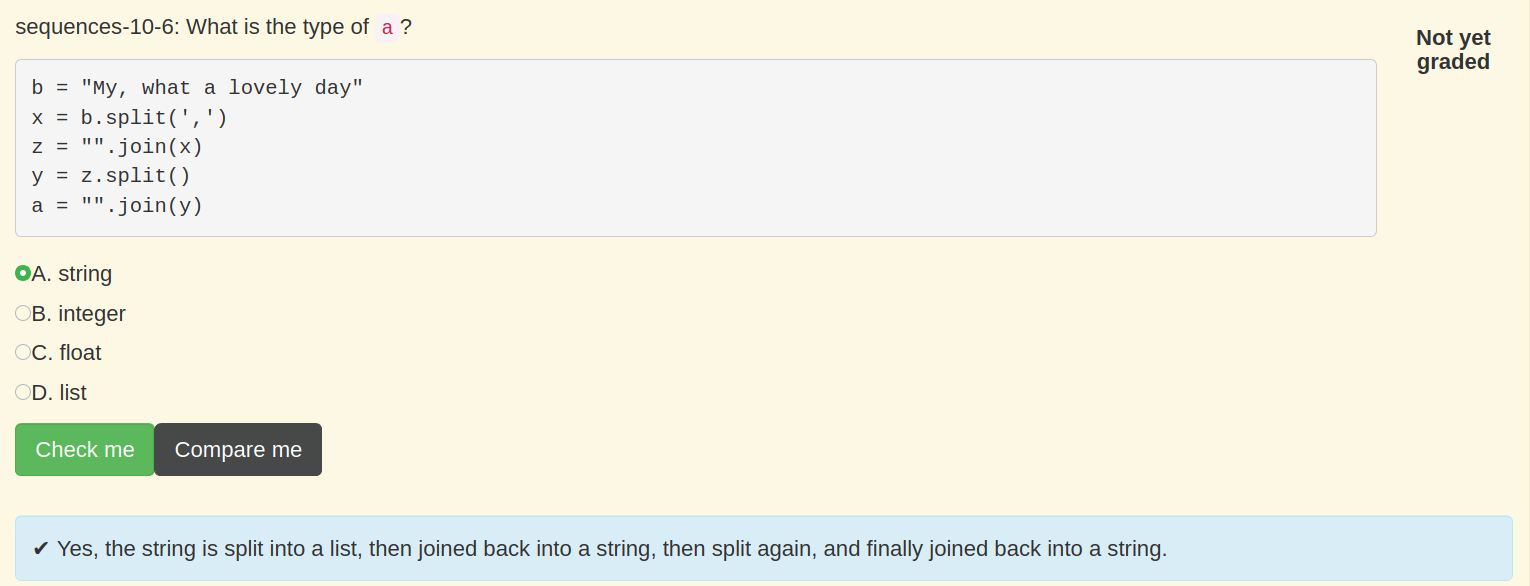 sequences-10-6: What is the type of a?
Not yet
graded
b = "My, what a lovely day"
x = b.split(',')
z = "".join(x)
y = z.split()
a = "".join(y)
A. string
B. integer
C. float
D. list
Check me
Compare me
✔ Yes, the string is split into a list, then joined back into a string, then split again, and finally joined back into a string.